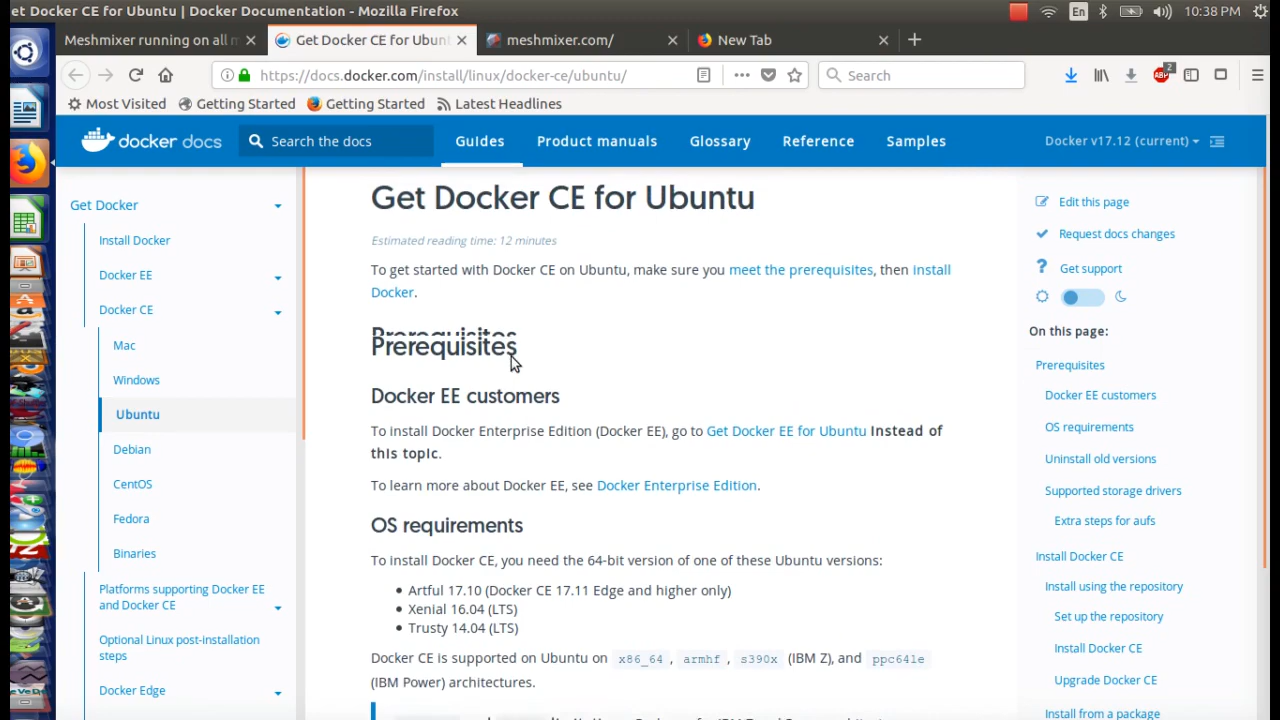 et Docker CE for Ubuntu | Docker Documentation - Mozilla Firefox
En
2
10:38 PM
Meshmixer running on all m
Get Docker CE for Ubun
meshmixer.com/
New Tab
https://docs.docker.com/install/linux/docker-ce/ubuntu/
Search
Most Visited
Getting Started
Getting Started
Latest Headlines
docker docs
Search the docs
Guides
Product manuals
Glossary
Reference
Samples
Docker v17.12 (current)
Get Docker
Install Docker
Docker EE
Docker CE
Mac
Windows
Ubuntu
Debian
CentOS
Fedora
Binaries
Platforms supporting Docker EE
and Docker CE
Optional Linux post-installation
steps
Docker Edge
Get Docker CE for Ubuntu
Estimated reading time: 12 minutes
To get started with Docker CE on Ubuntu, make sure you meet the prerequisites, then install
Docker.
Prerequisites
Docker EE customers
To install Docker Enterprise Edition (Docker EE), go to Get Docker EE for Ubuntu instead of
this topic.
To learn more about Docker EE, see Docker Enterprise Edition.
OS requirements
To install Docker CE, you need the 64-bit version of one of these Ubuntu versions:
Artful 17.10 (Docker CE 17.11 Edge and higher only)
Xenial 16.04 (LTS)
Trusty 14.04 (LTS)
Docker CE is supported on Ubuntu on x86_64, armhf, s390x (IBM Z), and ppc64le
(IBM Power) architectures.
Edit this page
Request docs changes
Get support
On this page:
Prerequisites
Docker EE customers
OS requirements
Uninstall old versions
Supported storage drivers
Extra steps for aufs
Install Docker CE
Install using the repository
Set up the repository
Install Docker CE
Upgrade Docker CE
Install from a package